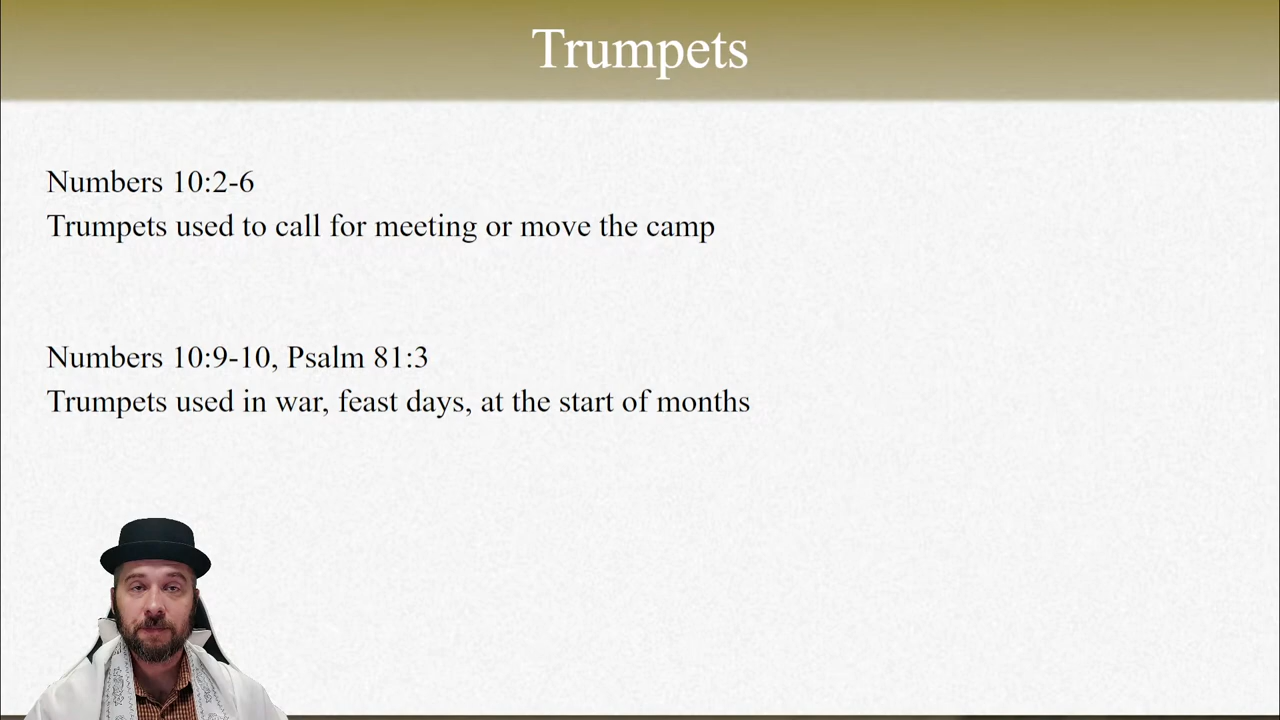 Trumpets
Numbers 10:2-6
Trumpets used to call for meeting or move the camp
Numbers 10:9-10, Psalm 81:3
Trumpets used in war, feast days, at the start of months